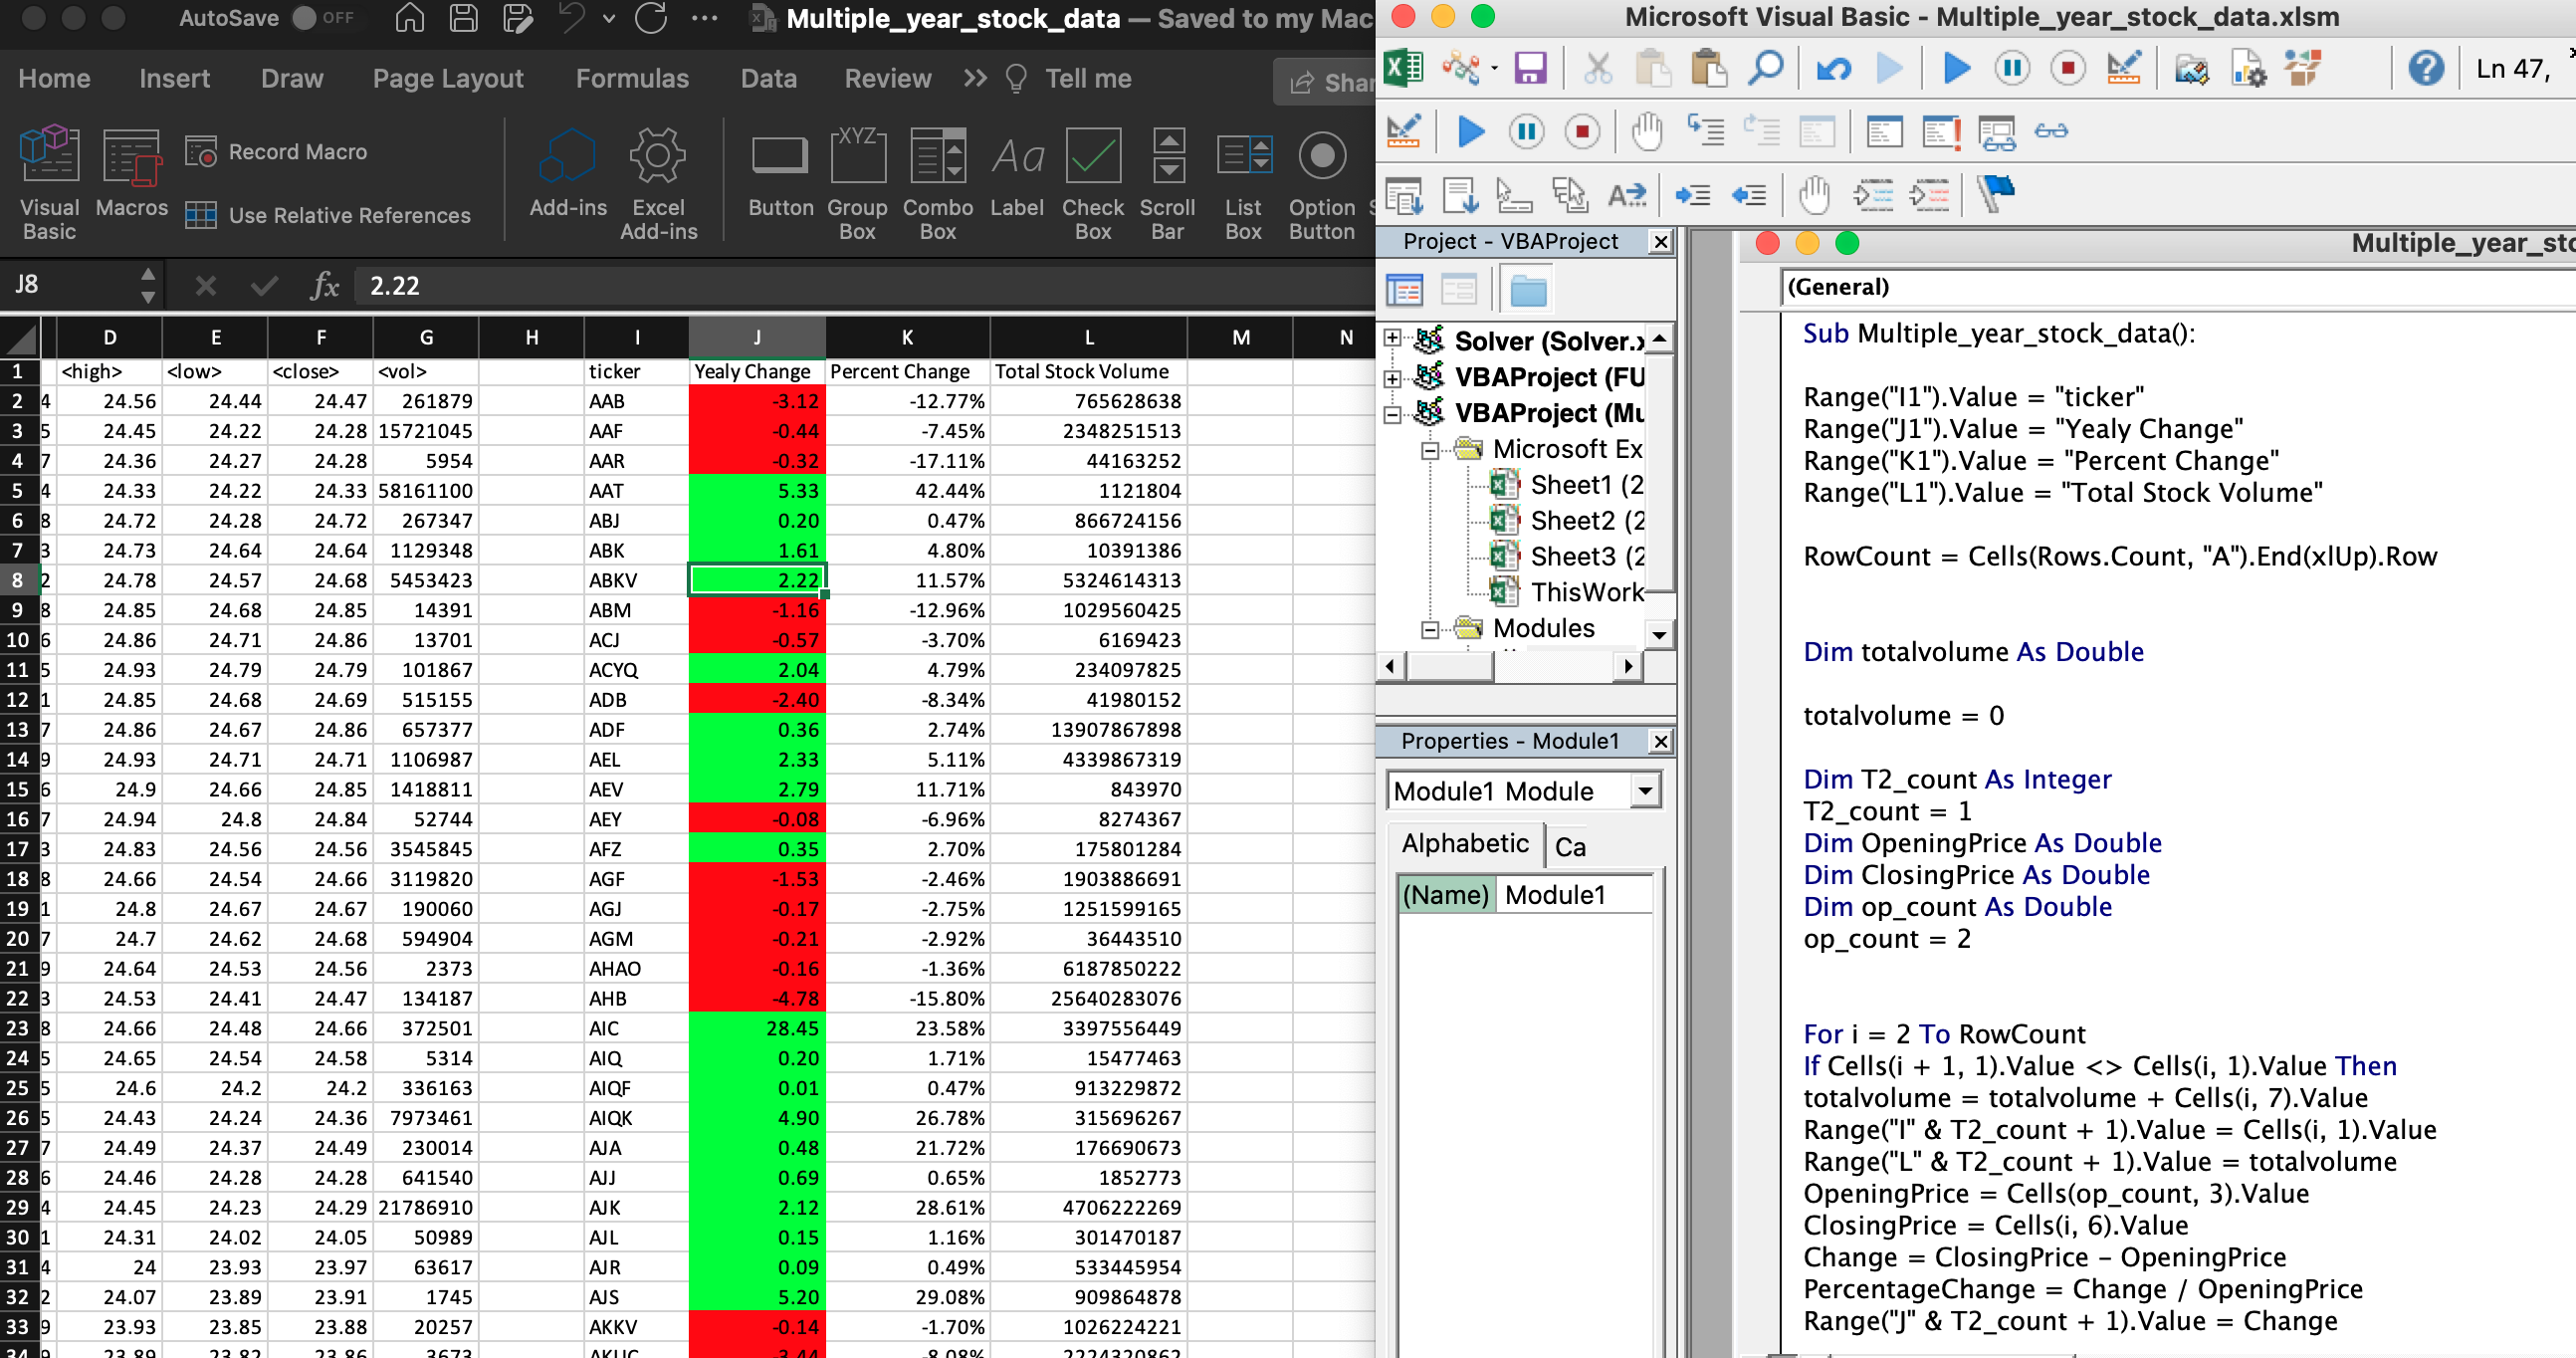 AutoSave OFF Multiple_year_stock_data — Saved to my Mac
Home Insert Draw Page Layout Formulas Data Review Tell me
Visual Basic Macros Record Macro
Use Relative References
Add-ins Excel Add-ins Button Group Box Combo Box Label Check Box Scroll Bar List Box Option Button
XYZ Aa
J8 fx 2.22
D E F G H I J K L M N
1 <high> <low> <close> <vol> ticker Yealy Change Percent Change Total Stock Volume
2 4 24.56 24.44 24.47 261879 AAB -3.12 -12.77% 765628638
3 5 24.45 24.22 24.28 15721045 AAF -0.44 -7.45% 2348251513
4 7 24.36 24.27 24.28 5954 AAR -0.32 -17.11% 44163252
5 4 24.33 24.22 24.33 58161100 AAT 5.33 42.44% 1121804
6 8 24.72 24.28 24.72 267347 ABJ 0.20 0.47% 866724156
7 3 24.73 24.64 24.64 1129348 ABK 1.61 4.80% 10391386
8 2 24.78 24.57 24.68 5453423 ABKV 2.22 11.57% 5324614313
9 8 24.85 24.68 24.85 14391 ABM -1.16 -12.96% 1029560425
10 6 24.86 24.71 24.86 13701 ACJ -0.57 -3.70% 6169423
11 5 24.93 24.79 24.79 101867 ACYQ 2.04 4.79% 234097825
12 1 24.85 24.68 24.69 515155 ADB -2.40 -8.34% 41980152
13 7 24.86 24.67 24.86 657377 ADF 0.36 2.74% 13907867898
14 9 24.93 24.71 24.71 1106987 AEL 2.33 5.11% 4339867319
15 6 24.9 24.66 24.85 1418811 AEV 2.79 11.71% 843970
16 7 24.94 24.8 24.84 52744 AEY -0.08 -6.96% 8274367
17 3 24.83 24.56 24.56 3545845 AFZ 0.35 2.70% 175801284
18 8 24.66 24.54 24.66 3119820 AGF -1.53 -2.46% 1903886691
19 1 24.8 24.67 24.67 190060 AGJ -0.17 -2.75% 1251599165
20 7 24.7 24.62 24.68 594904 AGM -0.21 -2.92% 36443510
21 9 24.64 24.53 24.56 2373 AHAO -0.16 -1.36% 6187850222
22 3 24.53 24.41 24.47 134187 AHB -4.78 -15.80% 25640283076
23 8 24.66 24.48 24.66 372501 AIC 28.45 23.58% 3397556449
24 5 24.65 24.54 24.58 5314 AIQ 0.20 1.71% 15477463
25 5 24.6 24.2 24.2 336163 AIQF 0.01 0.47% 913229872
26 5 24.43 24.24 24.36 7973461 AIQK 4.90 26.78% 315696267
27 7 24.49 24.37 24.49 230014 AJA 0.48 21.72% 176690673
28 6 24.46 24.28 24.28 641540 AJJ 0.69 0.65% 1852773
29 4 24.45 24.23 24.29 21786910 AJK 2.12 28.61% 4706222269
30 1 24.31 24.02 24.05 50989 AJL 0.15 1.16% 301470187
31 4 24 23.93 23.97 63617 AJR 0.09 0.49% 533445954
32 2 24.07 23.89 23.91 1745 AJS 5.20 29.08% 909864878
33 9 23.93 23.85 23.88 20257 AKKV -0.14 -1.70% 1026224221
Microsoft Visual Basic - Multiple_year_stock_data.xlsm
Ln 47,
Project - VBAProject
Solver (Solver.x
VBAProject (FU
VBAProject (Mu
Microsoft Ex
Sheet1 (2
Sheet2 (2
Sheet3 (2
ThisWork
Modules
Properties - Module1
Module1 Module
Alphabetic Ca
(Name) Module1
Multiple_year_sto
(General)
Sub Multiple_year_stock_data():
Range("I1").Value = "ticker"
Range("J1").Value = "Yealy Change"
Range("K1").Value = "Percent Change"
Range("L1").Value = "Total Stock Volume"
RowCount = Cells(Rows.Count, "A").End(xlUp).Row
Dim totalvolume As Double
totalvolume = 0
Dim T2_count As Integer
T2_count = 1
Dim OpeningPrice As Double
Dim ClosingPrice As Double
Dim op_count As Double
op_count = 2
For i = 2 To RowCount
If Cells(i + 1, 1).Value <> Cells(i, 1).Value Then
totalvolume = totalvolume + Cells(i, 7).Value
Range("I" & T2_count + 1).Value = Cells(i, 1).Value
Range("L" & T2_count + 1).Value = totalvolume
OpeningPrice = Cells(op_count, 3).Value
ClosingPrice = Cells(i, 6).Value
Change = ClosingPrice - OpeningPrice
PercentageChange = Change / OpeningPrice
Range("J" & T2_count + 1).Value = Change